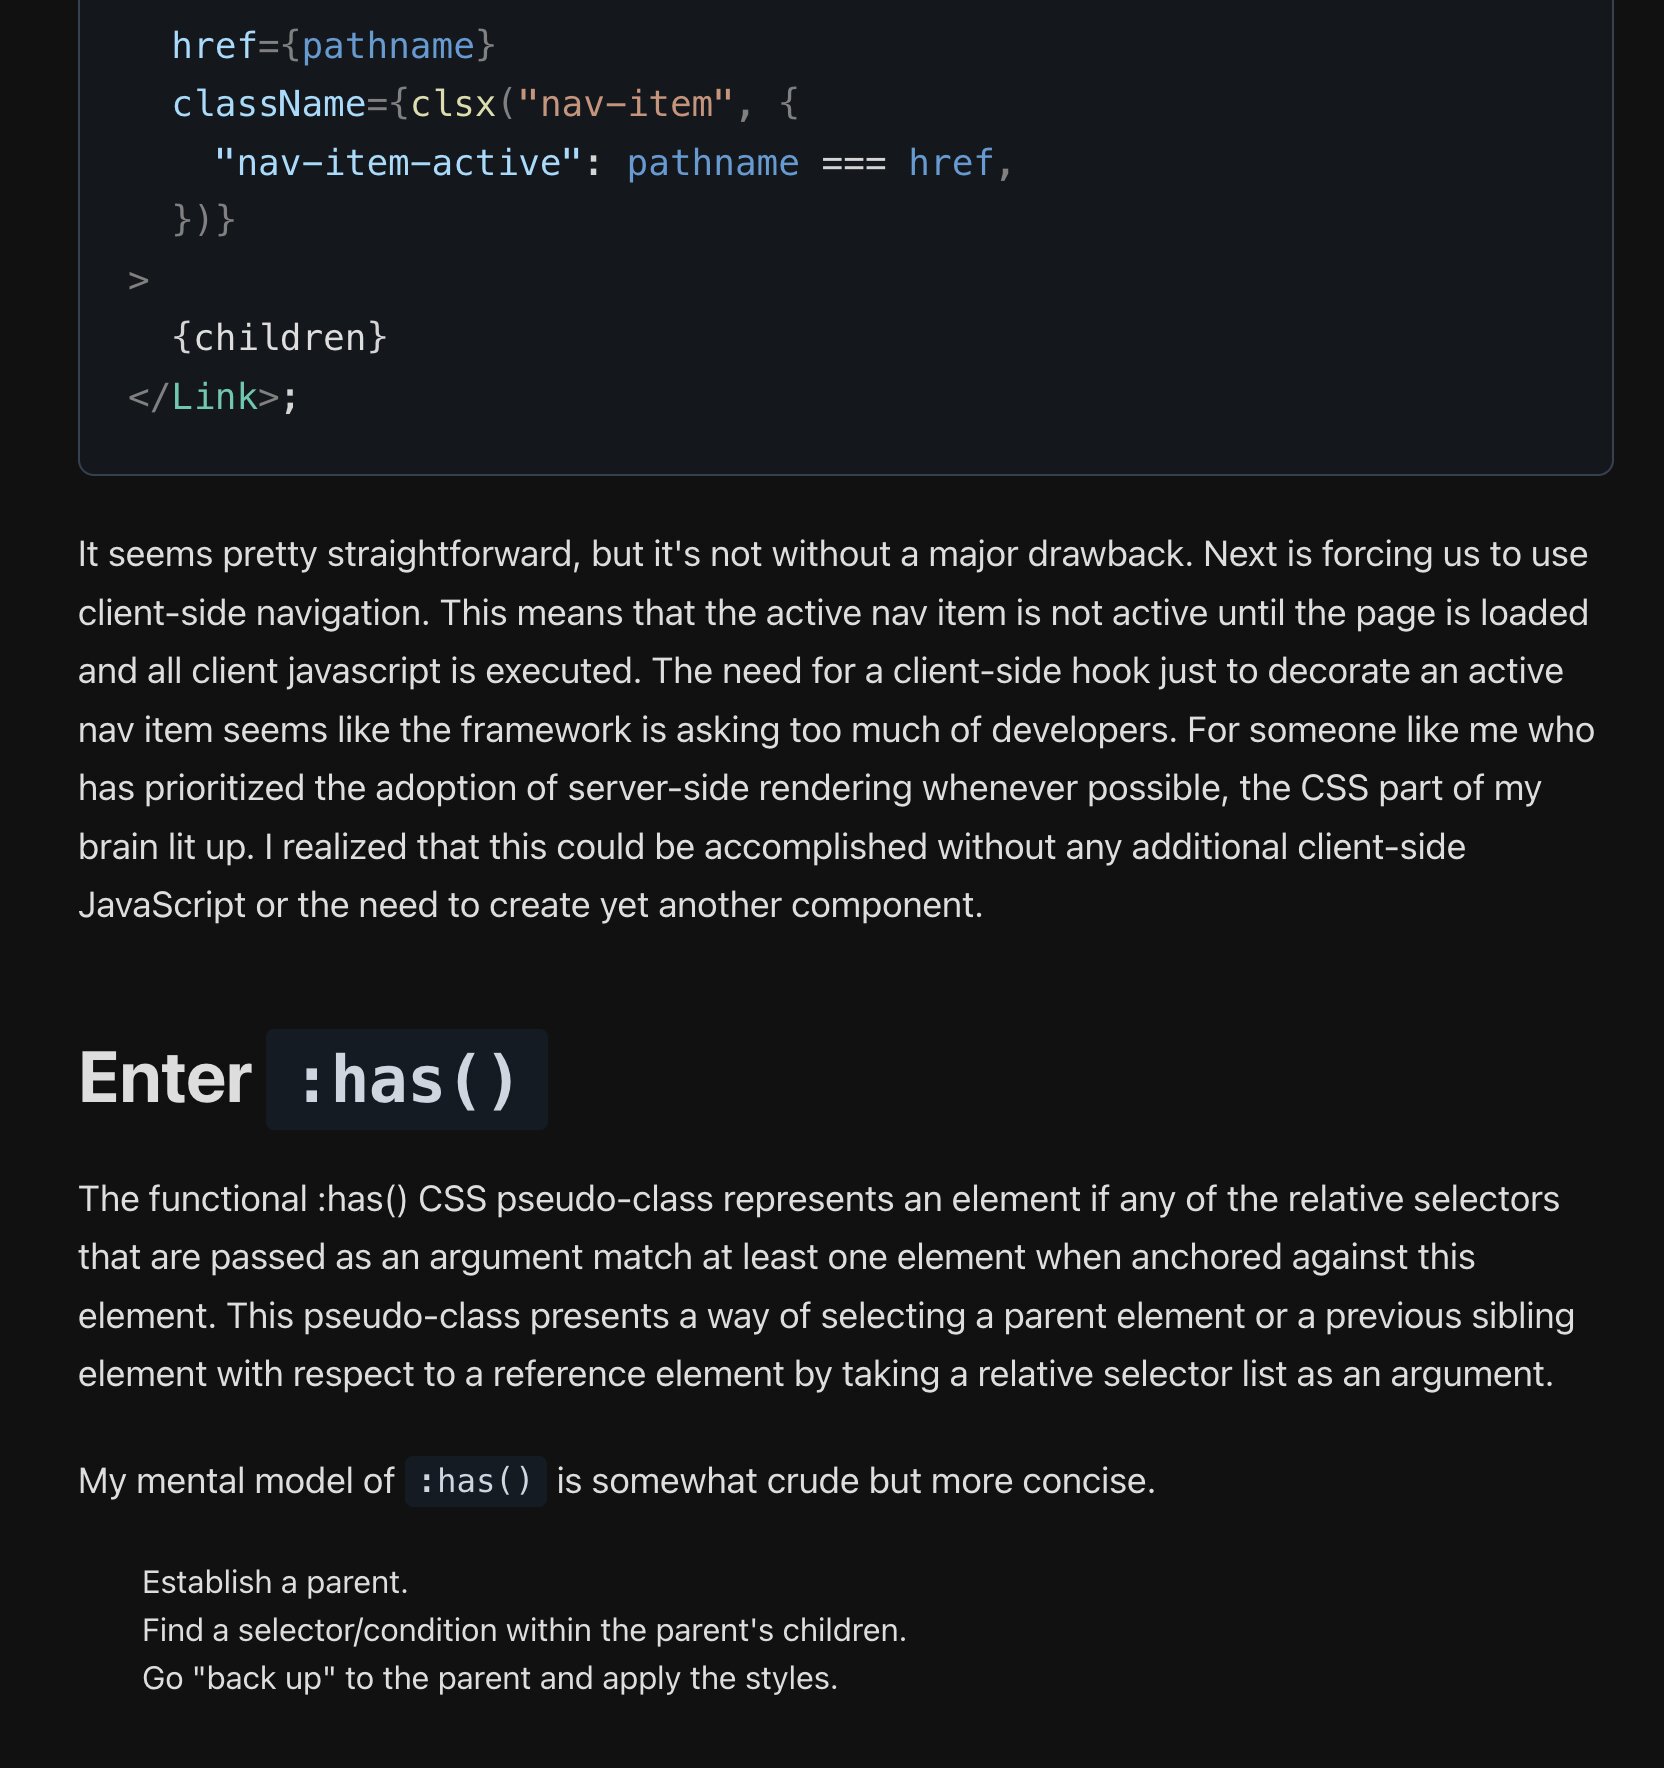 href={pathname}
className={clsx("nav-item", {
"nav-item-active": pathname === href,
})}
>
{children}
</Link>;
It seems pretty straightforward, but it's not without a major drawback. Next is forcing us to use
client-side navigation. This means that the active nav item is not active until the page is loaded
and all client javascript is executed. The need for a client-side hook just to decorate an active
nav item seems like the framework is asking too much of developers. For someone like me who
has prioritized the adoption of server-side rendering whenever possible, the CSS part of my
brain lit up. I realized that this could be accomplished without any additional client-side
JavaScript or the need to create yet another component.
Enter :has()
The functional :has() CSS pseudo-class represents an element if any of the relative selectors
that are passed as an argument match at least one element when anchored against this
element. This pseudo-class presents a way of selecting a parent element or a previous sibling
element with respect to a reference element by taking a relative selector list as an argument.
My mental model of :has() is somewhat crude but more concise.
Establish a parent.
Find a selector/condition within the parent's children.
Go "back up" to the parent and apply the styles.